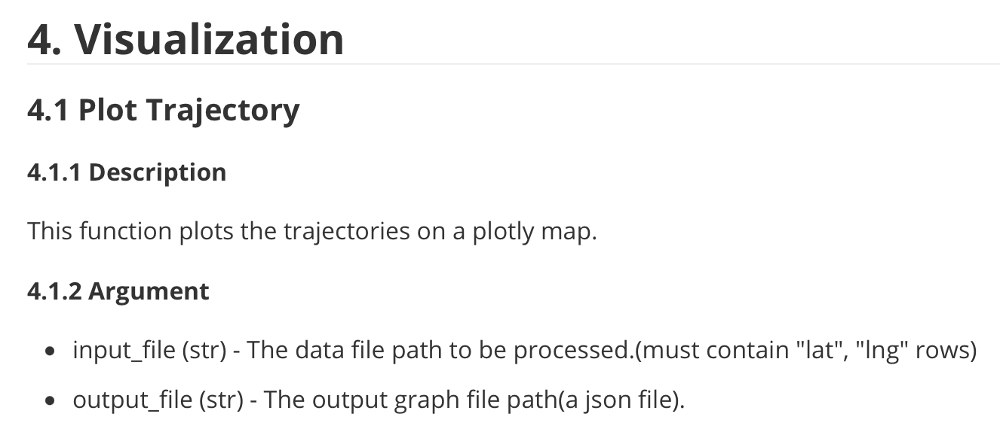 4. Visualization
4.1 Plot Trajectory
4.1.1 Description
This function plots the trajectories on a plotly map.
4.1.2 Argument
• input_file (str) - The data file path to be processed.(must contain "lat", "lng" rows)
• output_file (str) - The output graph file path(a json file).